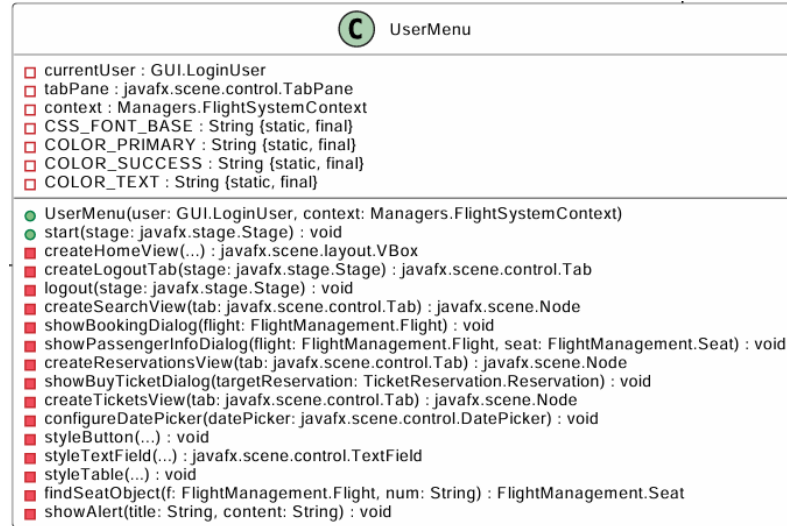 C UserMenu
currentUser : GUI.LoginUser
tabPane : javafx.scene.control.TabPane
context : Managers.FlightSystemContext
CSS_FONT_BASE : String {static, final}
COLOR_PRIMARY : String {static, final}
COLOR_SUCCESS : String {static, final}
COLOR_TEXT : String {static, final}
UserMenu(user: GUI.LoginUser, context: Managers.FlightSystemContext)
start(stage: javafx.stage.Stage) : void
createHomeView(...) : javafx.scene.layout.VBox
createLogoutTab(stage: javafx.stage.Stage) : javafx.scene.control.Tab
logout(stage: javafx.stage.Stage) : void
createSearchView(tab: javafx.scene.control.Tab) : javafx.scene.Node
showBookingDialog(flight: FlightManagement.Flight) : void
showPassengerInfoDialog(flight: FlightManagement.Flight, seat: FlightManagement.Seat) : void
createReservationsView(tab: javafx.scene.control.Tab) : javafx.scene.Node
showBuyTicketDialog(targetReservation: TicketReservation.Reservation) : void
createTicketsView(tab: javafx.scene.control.Tab) : javafx.scene.Node
configureDatePicker(datePicker: javafx.scene.control.DatePicker) : void
styleButton(...) : void
styleTextField(...) : javafx.scene.control.TextField
styleTable(...) : void
findSeatObject(f: FlightManagement.Flight, num: String) : FlightManagement.Seat
showAlert(title: String, content: String) : void